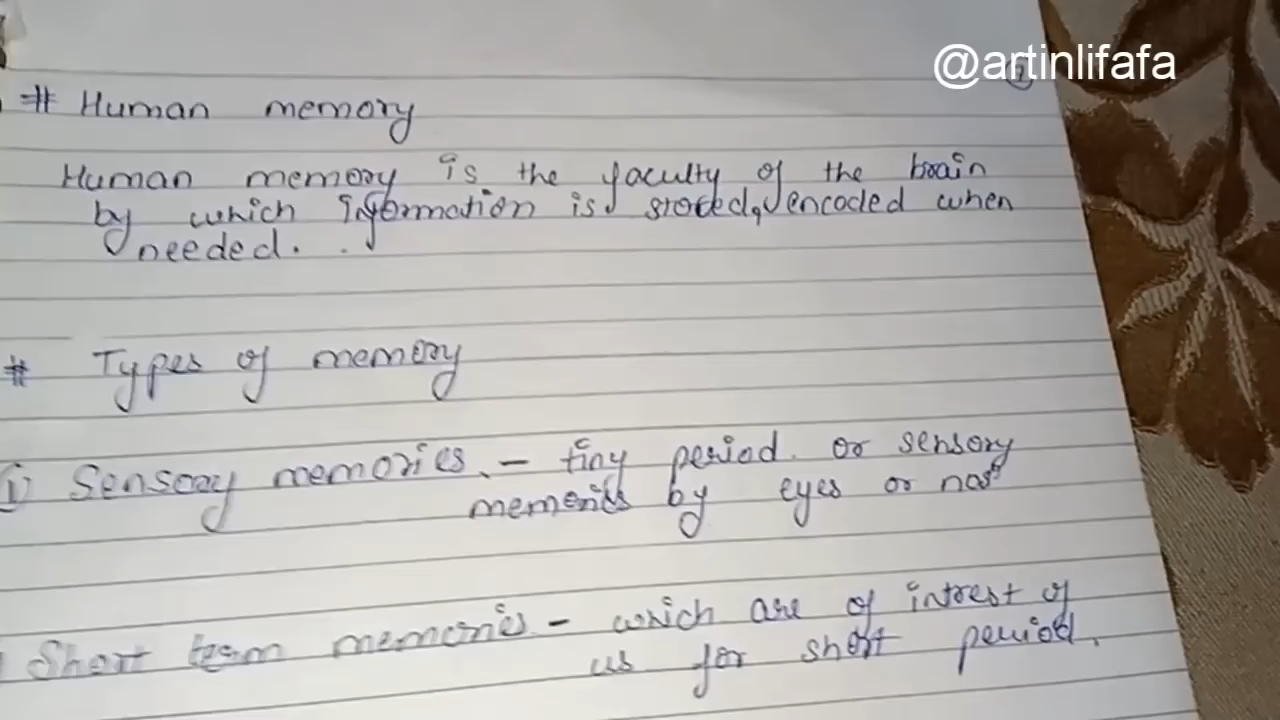 @artinlifafa
# Human memory
Human memory is the faculty of the brain
by which information is stored, encoded when
needed.
# Types of memory
i) Sensory memories - tiny period or sensory
memories by eyes or nose
Short term memories - which are of intrest of
us for short period.